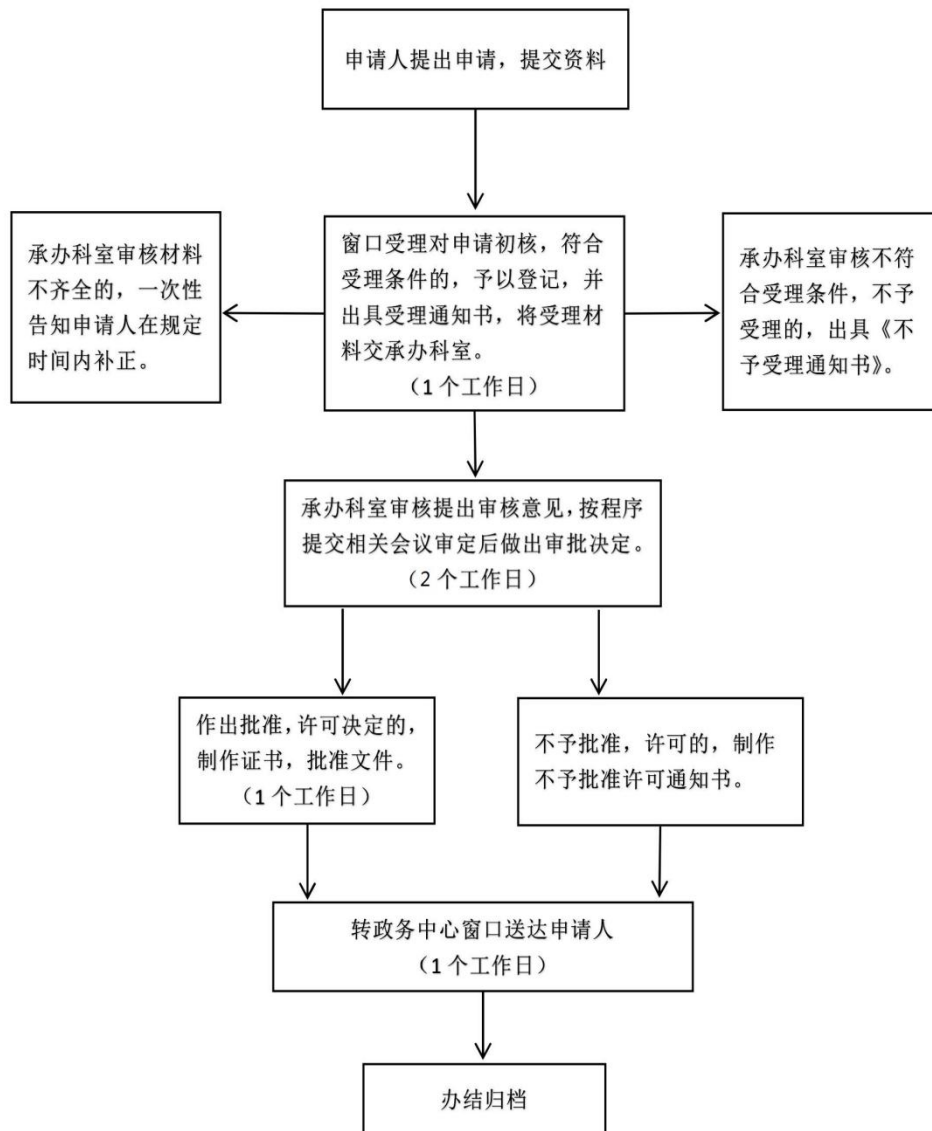 申请人提出申请，提交资料
承办科室审核材料
不齐全的，一次性
告知申请人在规定
时间内补正。
窗口受理对申请初核，符合
受理条件的，予以登记，并
出具受理通知书，将受理材
料交承办科室。
（1 个工作日）
承办科室审核不符
合受理条件，不予
受理的，出具《不
予受理通知书》。
承办科室审核提出审核意见，按程序
提交相关会议审定后做出审批决定。
（2 个工作日）
作出批准，许可决定的，
制作证书，批准文件。
（1 个工作日）
不予批准，许可的，制作
不予批准许可通知书。
转政务中心窗口送达申请人
（1 个工作日）
办结归档